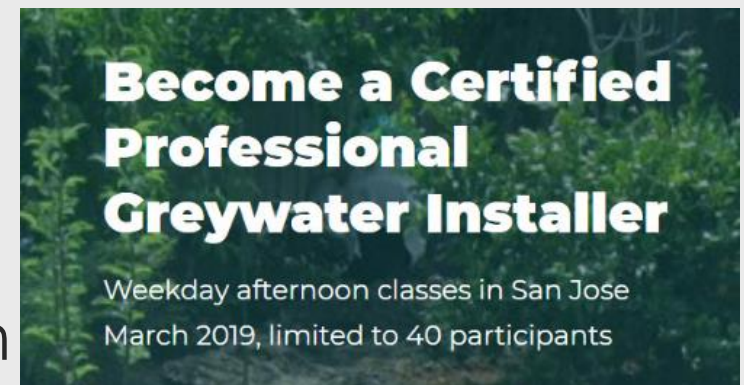 Become a Certified
Professional
Greywater Installer
Weekday afternoon classes in San Jose
March 2019, limited to 40 participants